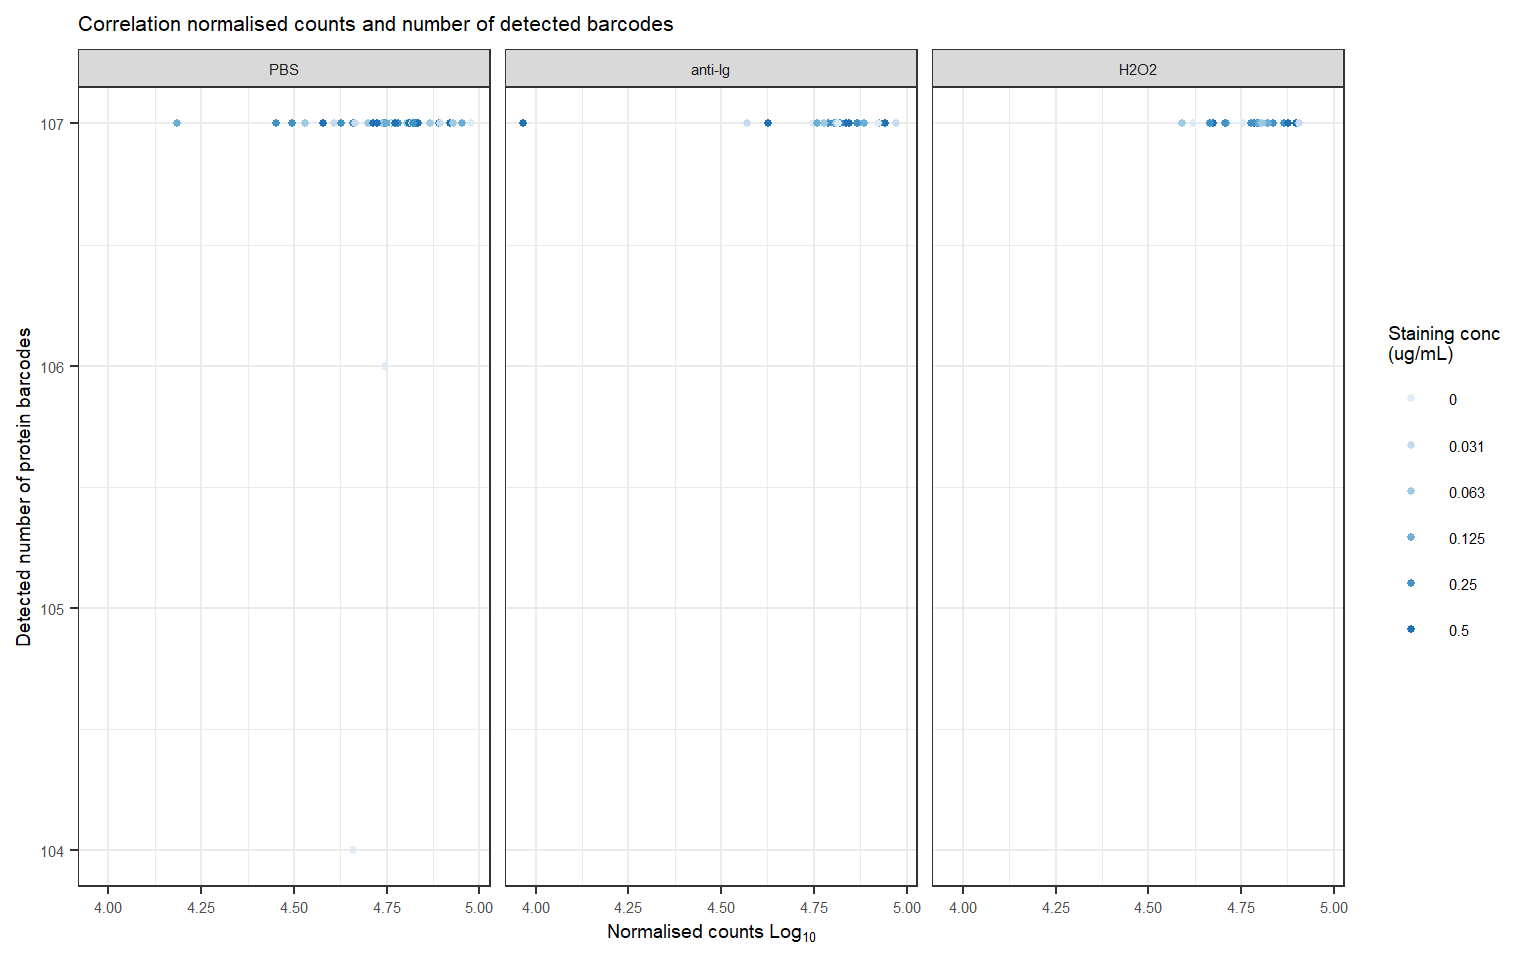 Correlation normalised counts and number of detected barcodes
PBS
anti-Ig
H2O2
107
106
105
104
Detected number of protein barcodes
4.00 4.25 4.50 4.75 5.00
4.00 4.25 4.50 4.75 5.00
4.00 4.25 4.50 4.75 5.00
Normalised counts Log10
Staining conc
(ug/mL)
0
0.031
0.063
0.125
0.25
0.5